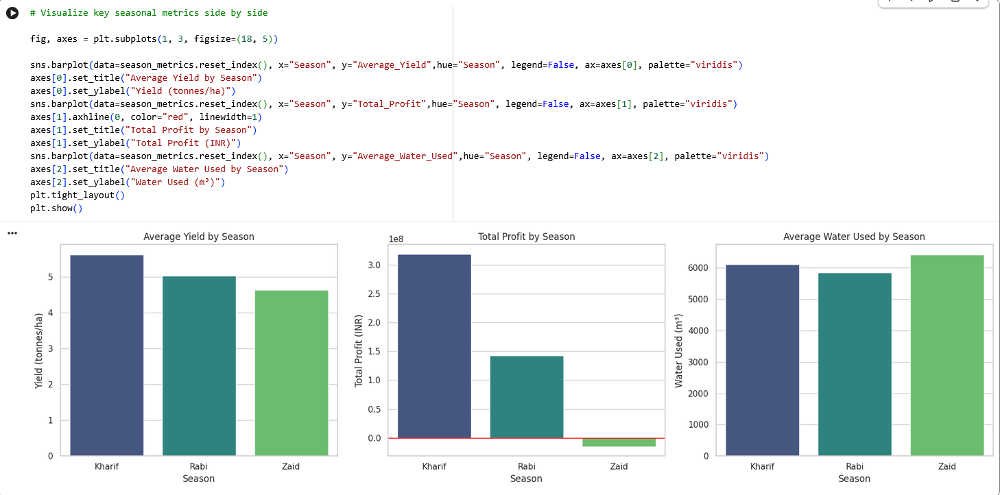 # Visualize key seasonal metrics side by side
fig, axes = plt.subplots(1, 3, figsize=(18, 5))
sns.barplot(data=season_metrics.reset_index(), x="Season", y="Average_Yield",hue="Season", legend=False, ax=axes[0], palette="viridis")
axes[0].set_title("Average Yield by Season")
axes[0].set_ylabel("Yield (tonnes/ha)")
sns.barplot(data=season_metrics.reset_index(), x="Season", y="Total_Profit",hue="Season", legend=False, ax=axes[1], palette="viridis")
axes[1].axhline(0, color="red", linewidth=1)
axes[1].set_title("Total Profit by Season")
axes[1].set_ylabel("Total Profit (INR)")
sns.barplot(data=season_metrics.reset_index(), x="Season", y="Average_Water_Used",hue="Season", legend=False, ax=axes[2], palette="viridis")
axes[2].set_title("Average Water Used by Season")
axes[2].set_ylabel("Water Used (m³)")
plt.tight_layout()
plt.show()
Average Yield by Season
Yield (tonnes/ha)
5
4
3
2
1
0
Kharif Rabi Zaid
Season
Total Profit by Season
1e8
Total Profit (INR)
3.0
2.5
2.0
1.5
1.0
0.5
0.0
Kharif Rabi Zaid
Season
Average Water Used by Season
Water Used (m³)
6000
5000
4000
3000
2000
1000
0
Kharif Rabi Zaid
Season